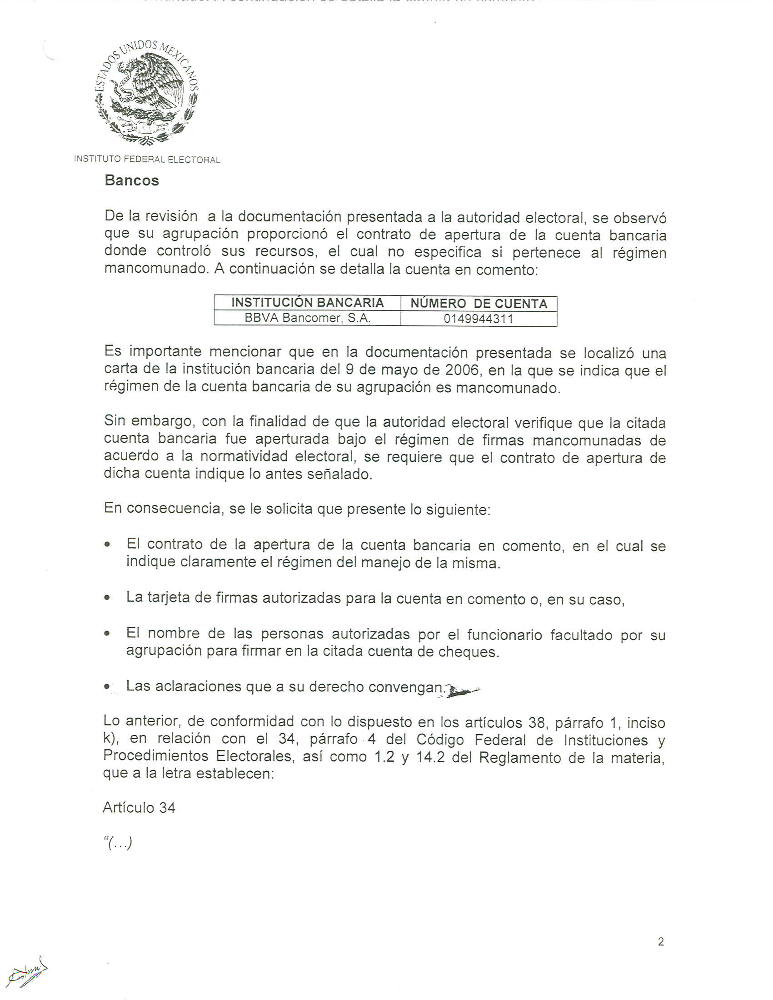 ESTADOS UNIDOS MEXICANOS
INSTITUTO FEDERAL ELECTORAL
Bancos
De la revisión a la documentación presentada a la autoridad electoral, se observó
que su agrupación proporcionó el contrato de apertura de la cuenta bancaria
donde controló sus recursos, el cual no especifica si pertenece al régimen
mancomunado. A continuación se detalla la cuenta en comento:
INSTITUCIÓN BANCARIA NÚMERO DE CUENTA
BBVA Bancomer, S.A. 0149944311
Es importante mencionar que en la documentación presentada se localizó una
carta de la institución bancaria del 9 de mayo de 2006, en la que se indica que el
régimen de la cuenta bancaria de su agrupación es mancomunado.
Sin embargo, con la finalidad de que la autoridad electoral verifique que la citada
cuenta bancaria fue aperturada bajo el régimen de firmas mancomunadas de
acuerdo a la normatividad electoral, se requiere que el contrato de apertura de
dicha cuenta indique lo antes señalado.
En consecuencia, se le solicita que presente lo siguiente:
• El contrato de la apertura de la cuenta bancaria en comento, en el cual se
indique claramente el régimen del manejo de la misma.
• La tarjeta de firmas autorizadas para la cuenta en comento o, en su caso,
• El nombre de las personas autorizadas por el funcionario facultado por su
agrupación para firmar en la citada cuenta de cheques.
• Las aclaraciones que a su derecho convengan.
Lo anterior, de conformidad con lo dispuesto en los artículos 38, párrafo 1, inciso
k), en relación con el 34, párrafo 4 del Código Federal de Instituciones y
Procedimientos Electorales, así como 1.2 y 14.2 del Reglamento de la materia,
que a la letra establecen:
Artículo 34
“(...)
2